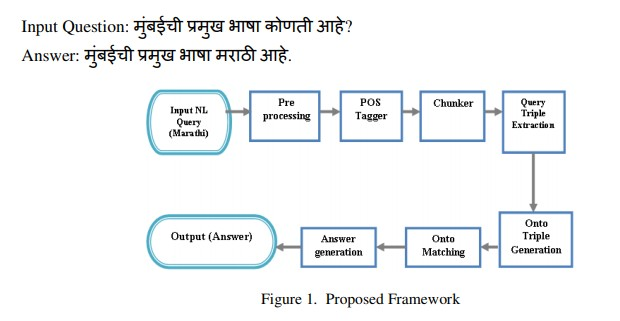 Input Question: मुंबईची प्रमुख भाषा कोणती आहे?
Answer: मुंबईची प्रमुख भाषा मराठी आहे.
Input NL
Query
(Marathi)
Pre
processing
POS
Tagger
Chunker
Query
Triple
Extraction
Onto
Triple
Generation
Onto
Matching
Answer
generation
Output (Answer)
Figure 1. Proposed Framework